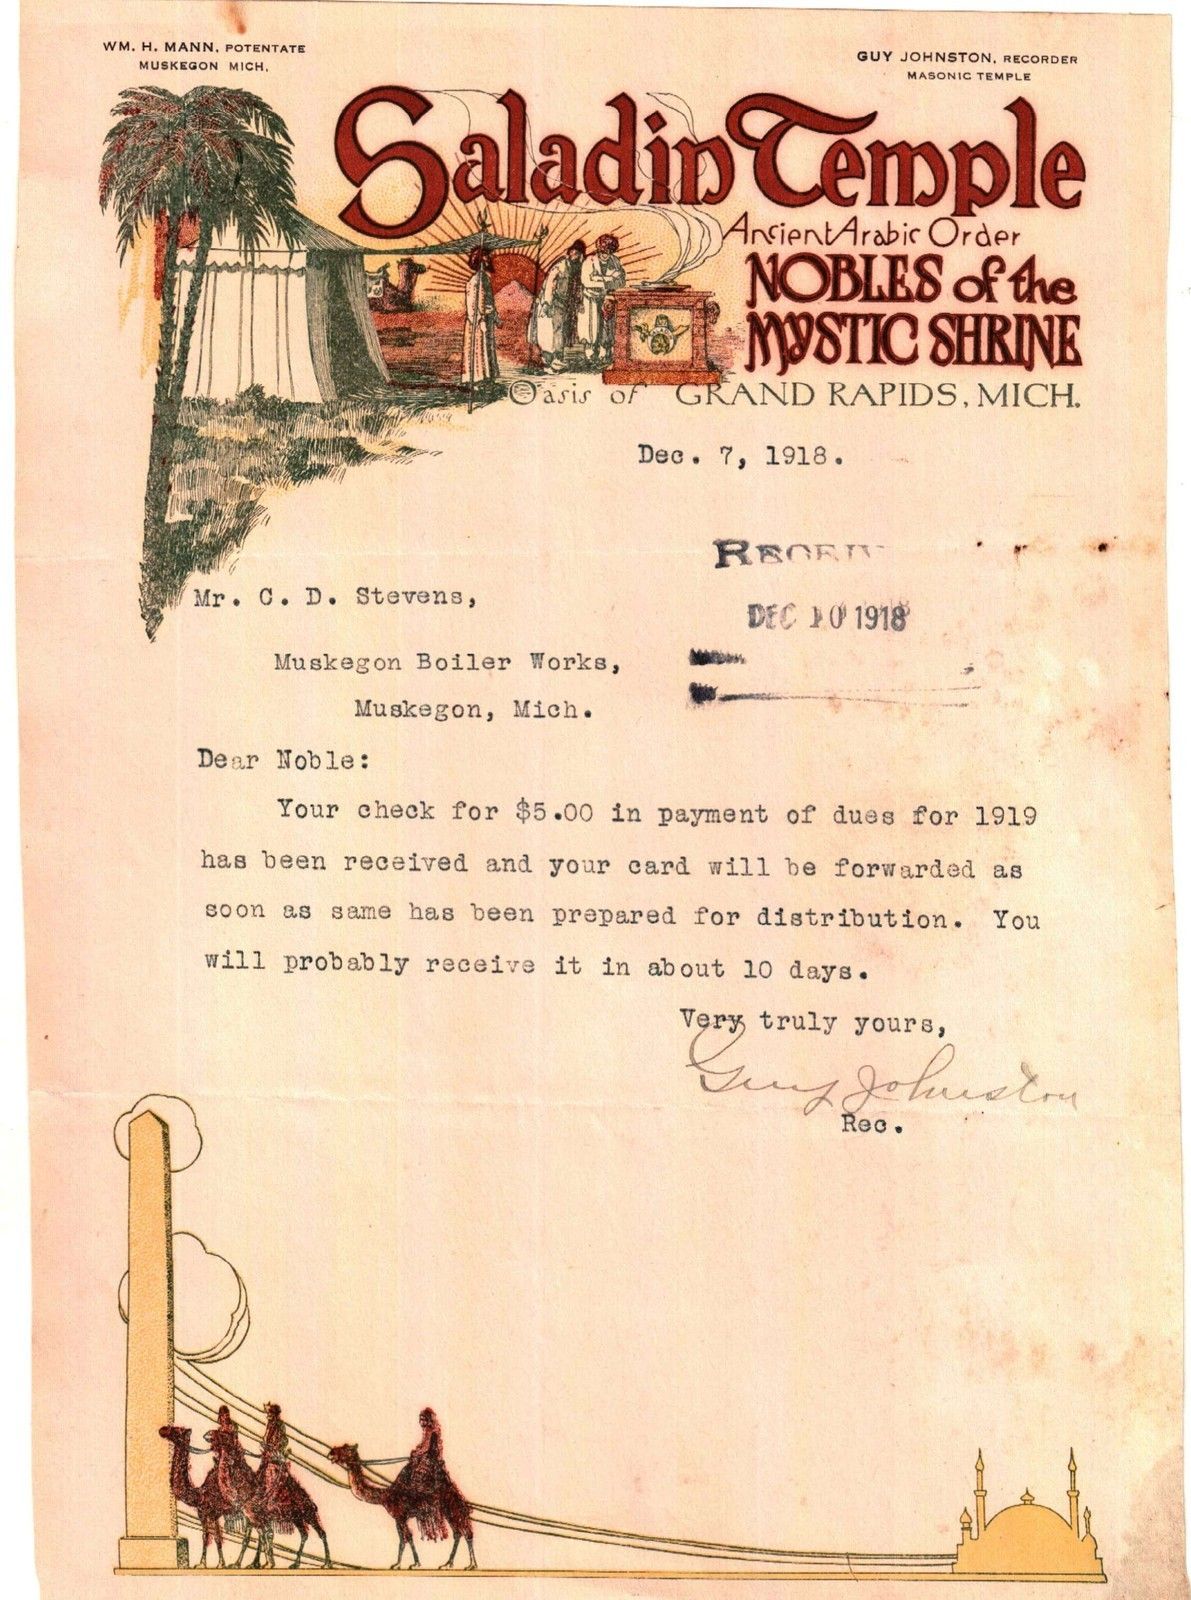 WM. H. MANN, POTENTATE
MUSKEGON MICH.
GUY JOHNSTON, RECORDER
MASONIC TEMPLE
Saladin Temple
Ancient Arabic Order
NOBLES of the
MYSTIC SHRINE
Oasis of GRAND RAPIDS, MICH.
Dec. 7, 1918.
DEC 10 1918
Mr. C. D. Stevens,
Muskegon Boiler Works,
Muskegon, Mich.
Dear Noble:
Your check for $5.00 in payment of dues for 1919
has been received and your card will be forwarded as
soon as same has been prepared for distribution. You
will probably receive it in about 10 days.
Very truly yours,
Guy Johnston
Rec.